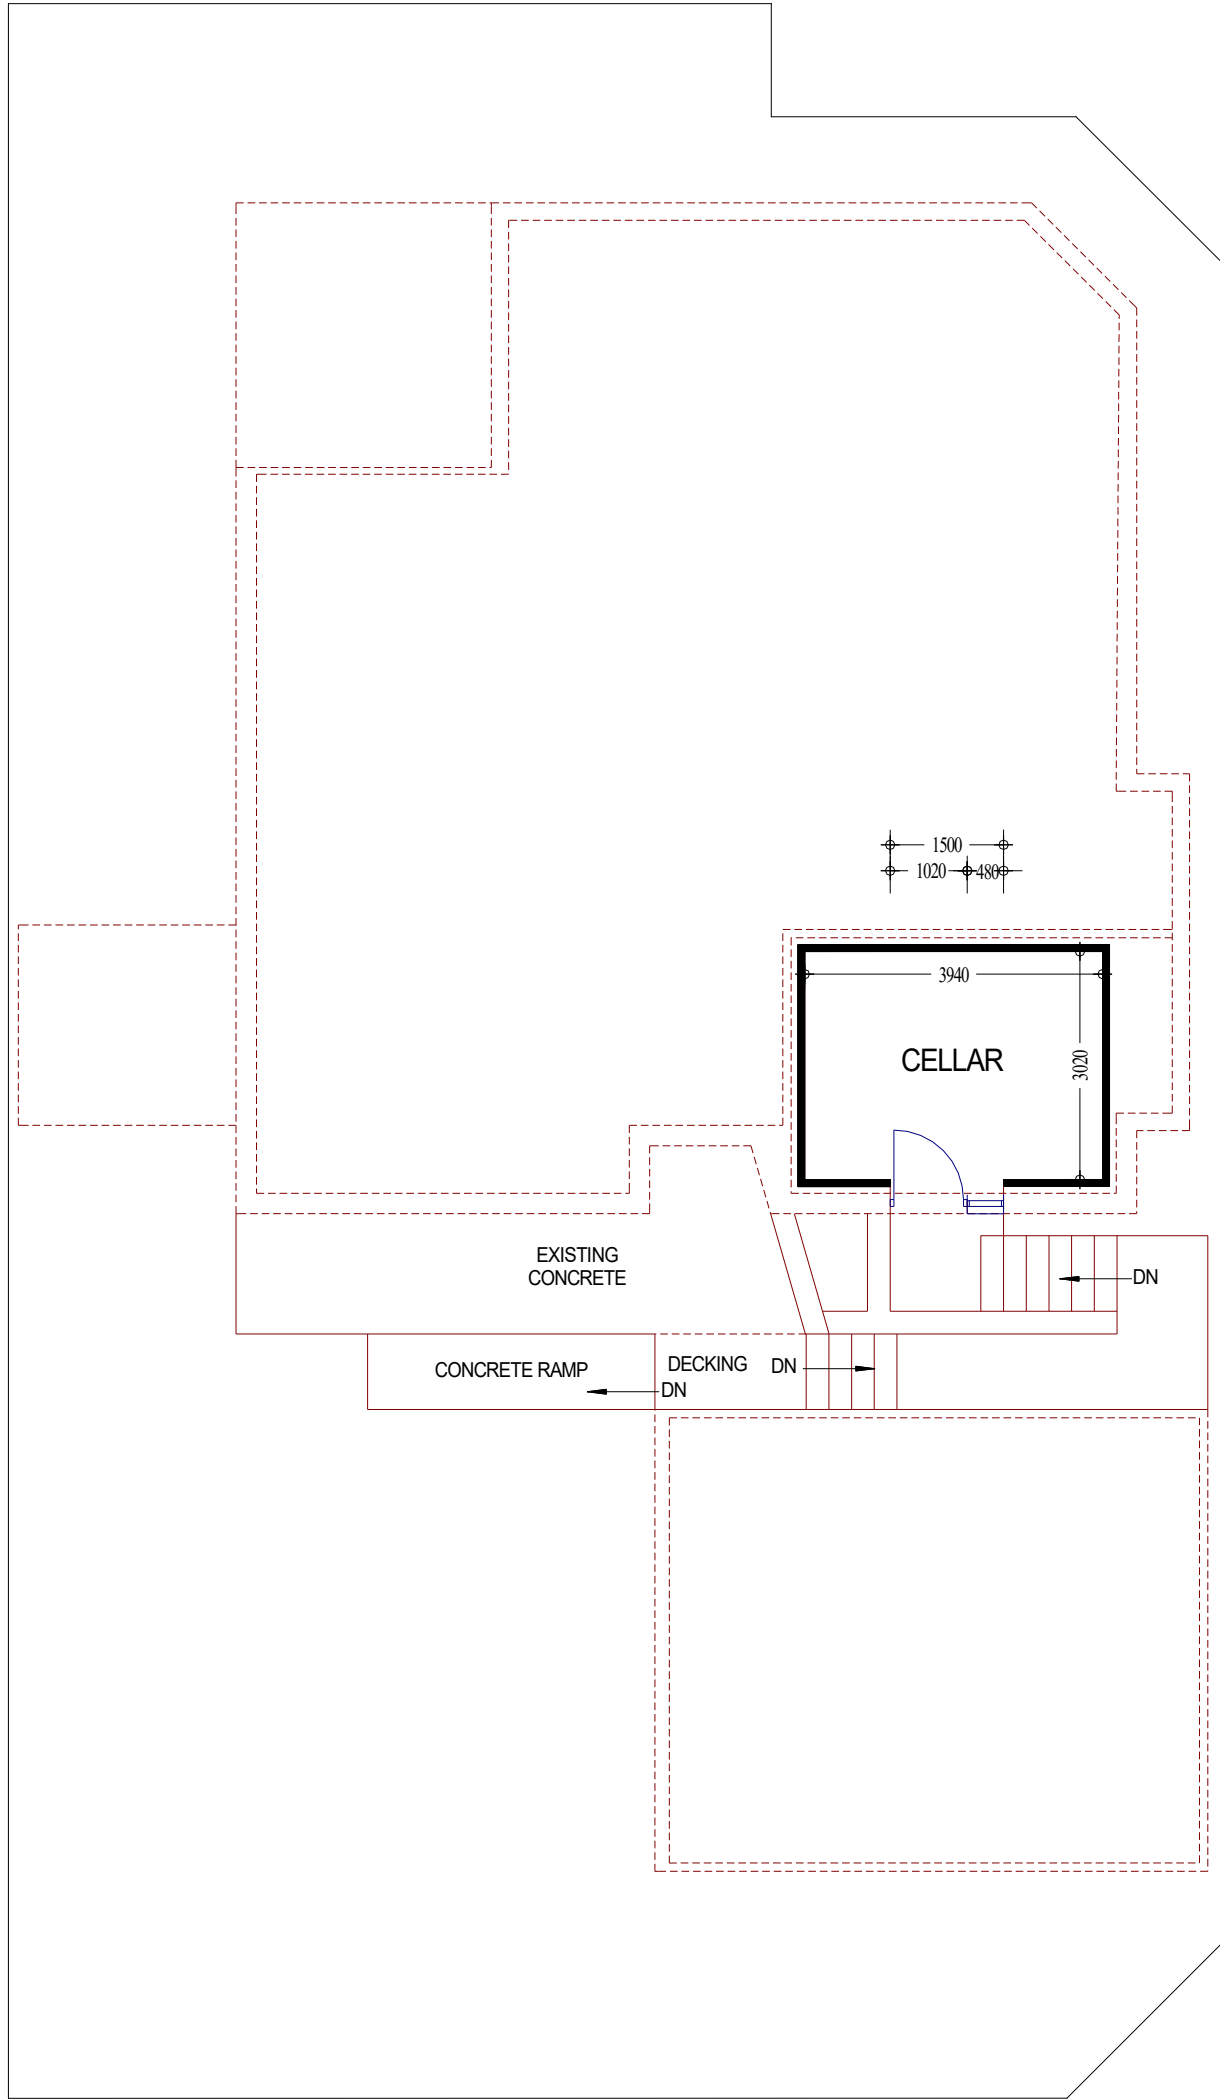 1500
1020
480
3940
CELLAR
3020
EXISTING
CONCRETE
DN
CONCRETE RAMP
DECKING
DN
DN